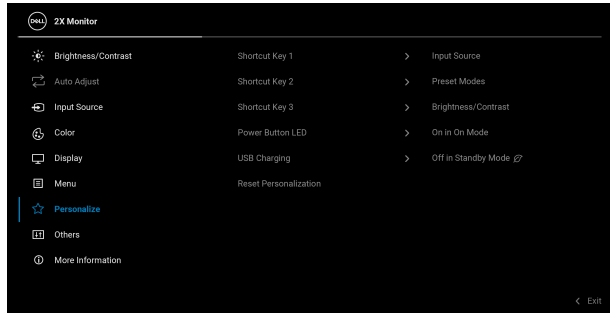 DELL 2X Monitor
Brightness/Contrast Shortcut Key 1 > Input Source
Auto Adjust Shortcut Key 2 > Preset Modes
Input Source Shortcut Key 3 > Brightness/Contrast
Color Power Button LED > On in On Mode
Display USB Charging > Off in Standby Mode
Menu Reset Personalization
Personalize
Others
More Information
< Exit